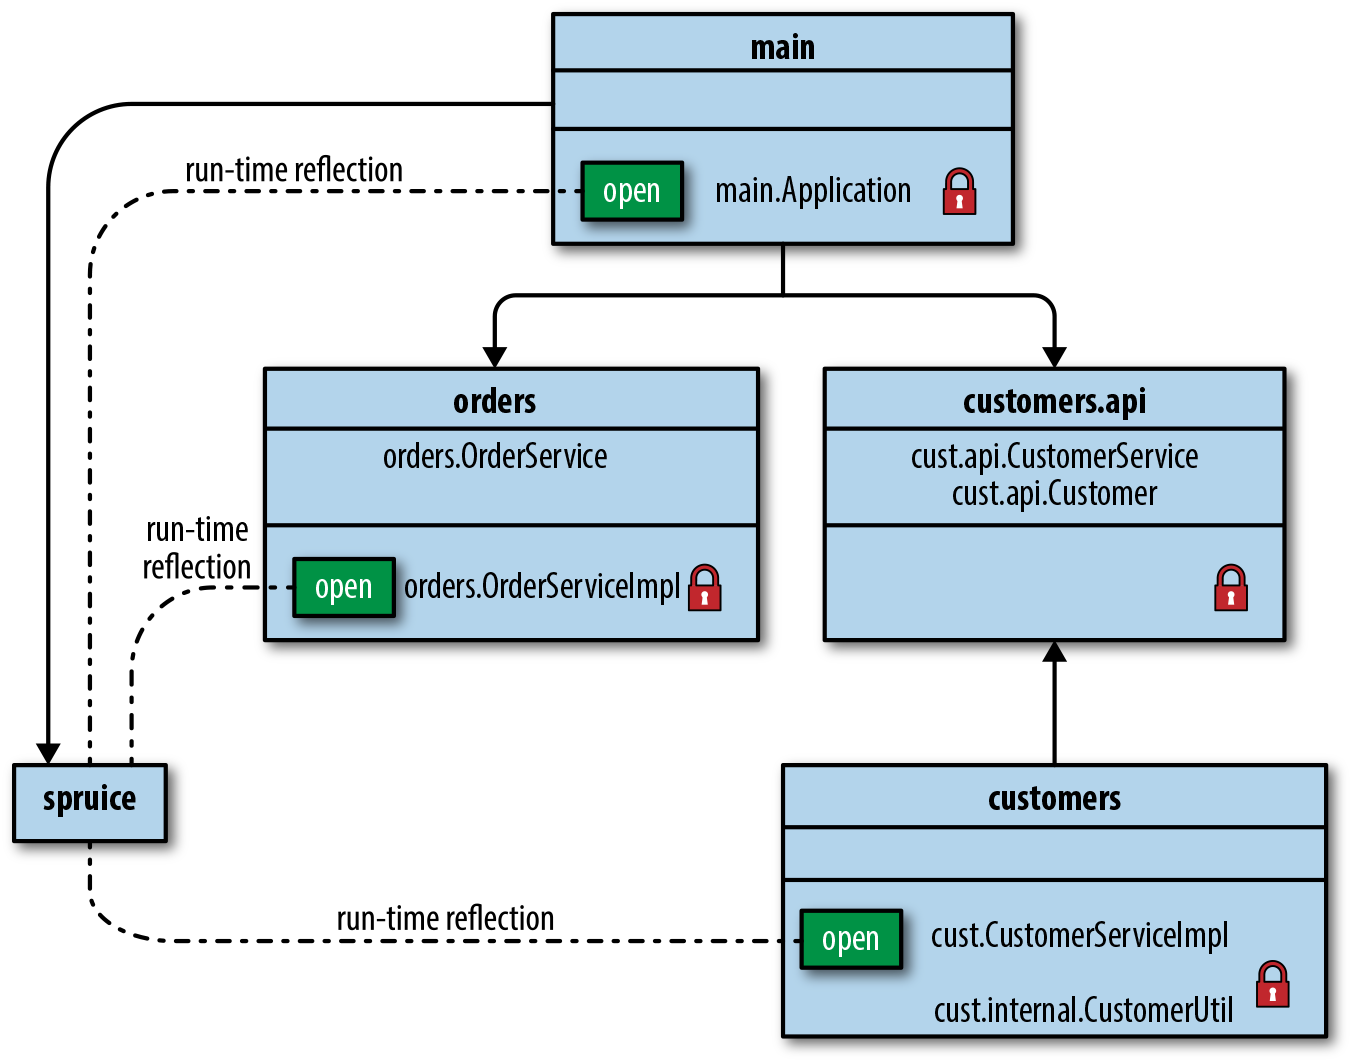 main
run-time reflection
open
main.Application
orders
orders.OrderService
run-time
reflection
open
orders.OrderServiceImpl
customers.api
cust.api.CustomerService
cust.api.Customer
spruice
customers
run-time reflection
open
cust.CustomerServiceImpl
cust.internal.CustomerUtil